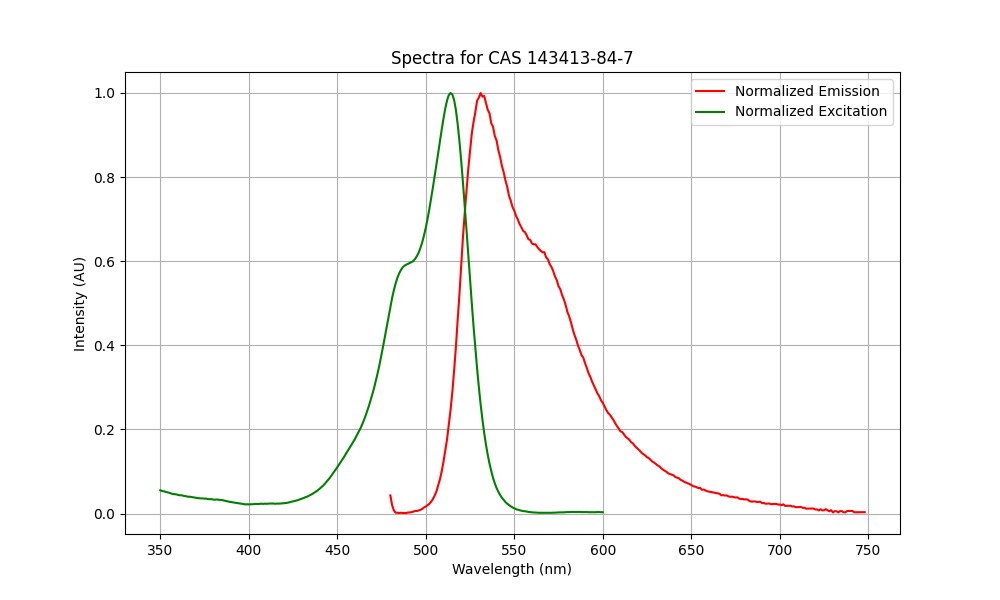 Spectra for CAS 143413-84-7
Normalized Emission
Normalized Excitation
Intensity (AU)
1.0
0.8
0.6
0.4
0.2
0.0
350 400 450 500 550 600 650 700 750
Wavelength (nm)